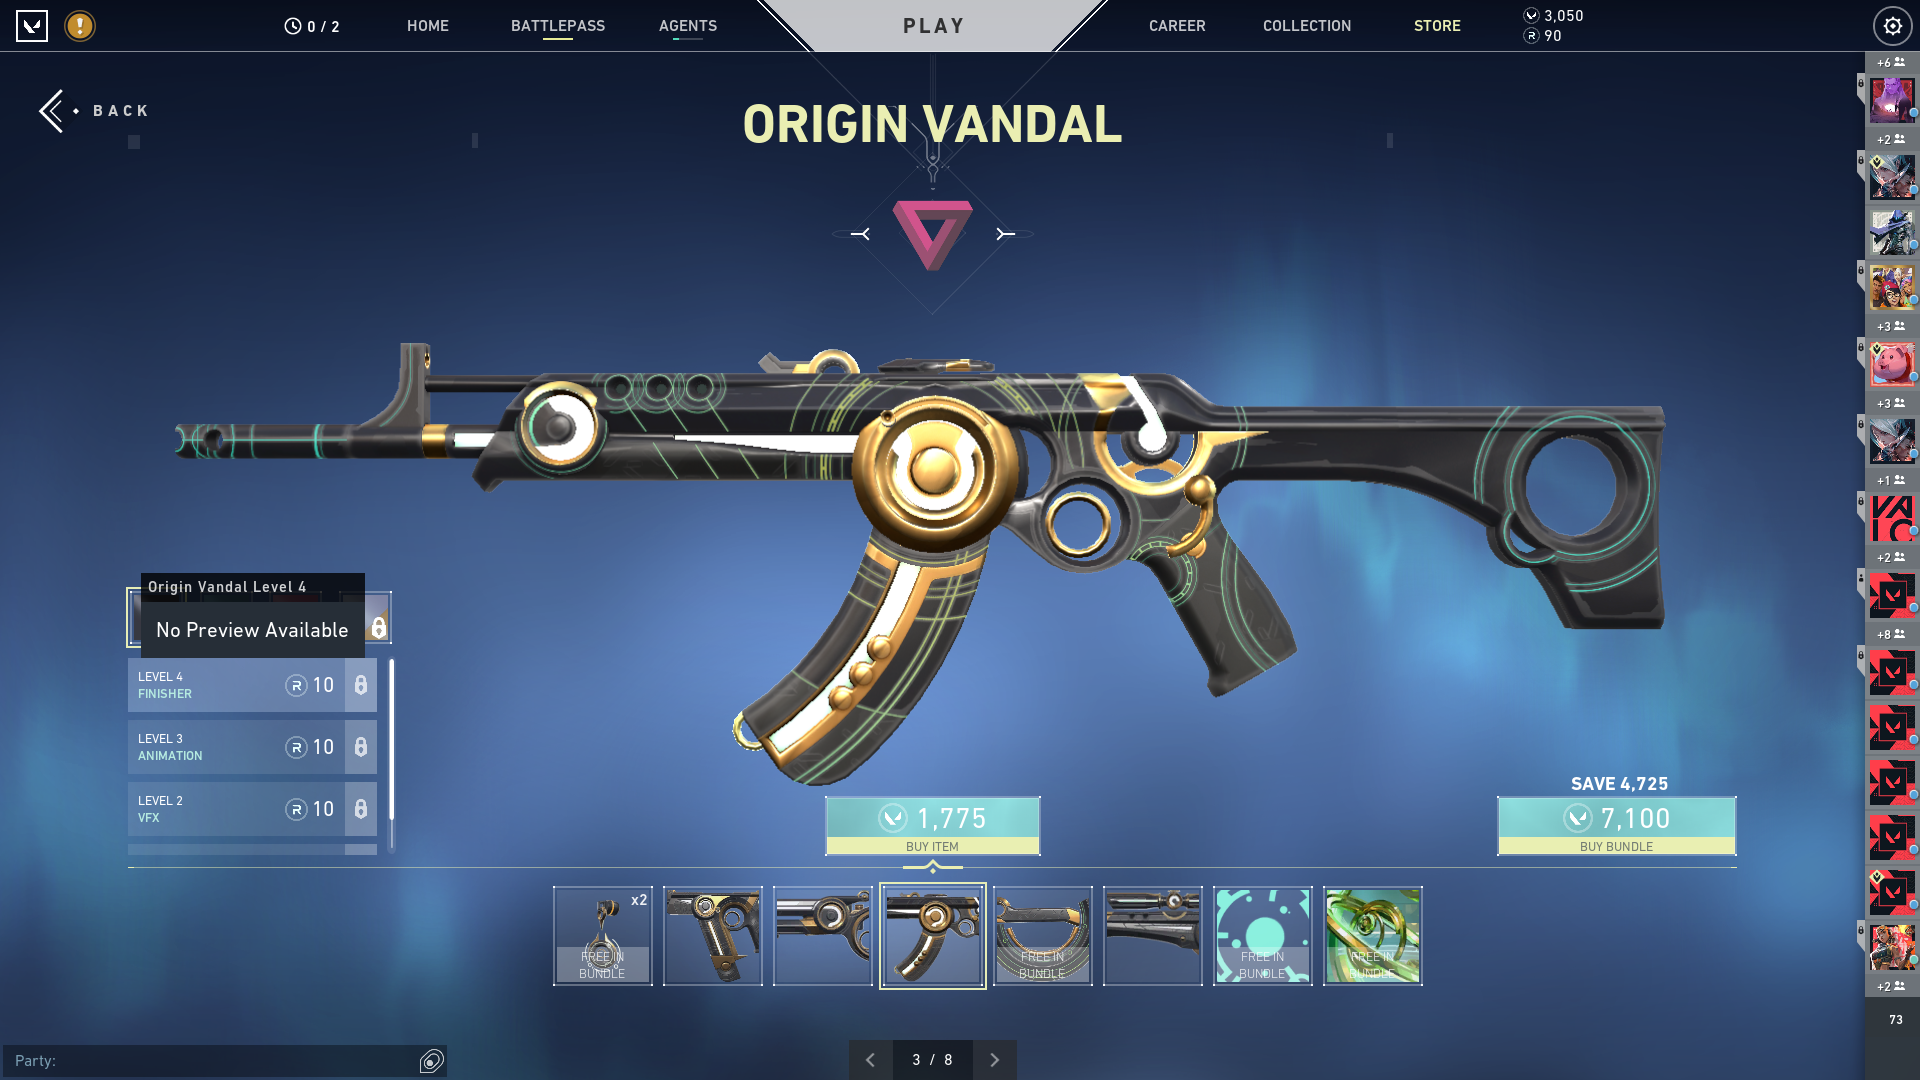 0 / 2
HOME
BATTLEPASS
AGENTS
PLAY
CAREER
COLLECTION
STORE
3,050
R 90
BACK
ORIGIN VANDAL
+6
+2
+3
+3
+1
+2
+8
+2
73
Origin Vandal Level 4
No Preview Available
LEVEL 4
FINISHER
R 10
LEVEL 3
ANIMATION
R 10
LEVEL 2
VFX
R 10
1,775
BUY ITEM
SAVE 4,725
7,100
BUY BUNDLE
x2
FREE IN
BUNDLE
FREE IN
BUNDLE
FREE IN
BUNDLE
FREE IN
BUNDLE
Party:
3 / 8